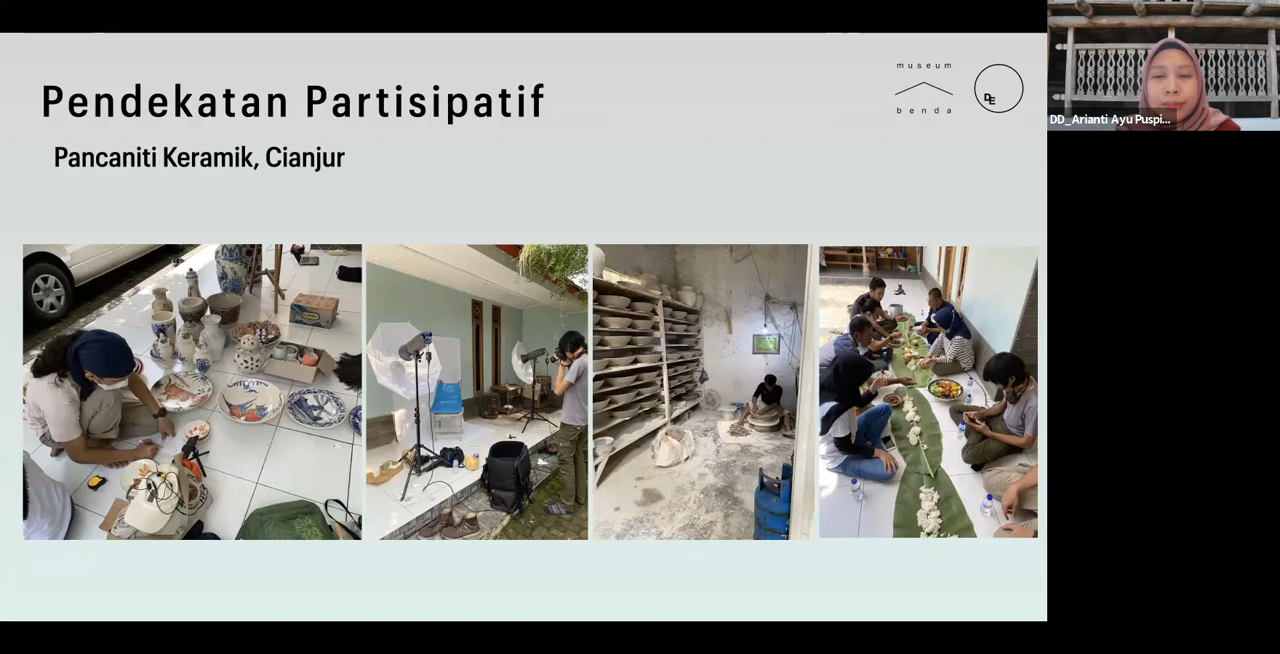 Pendekatan Partisipatif
Pancaniti Keramik, Cianjur
museum
benda
DE
DD_Arianti Ayu Puspi...